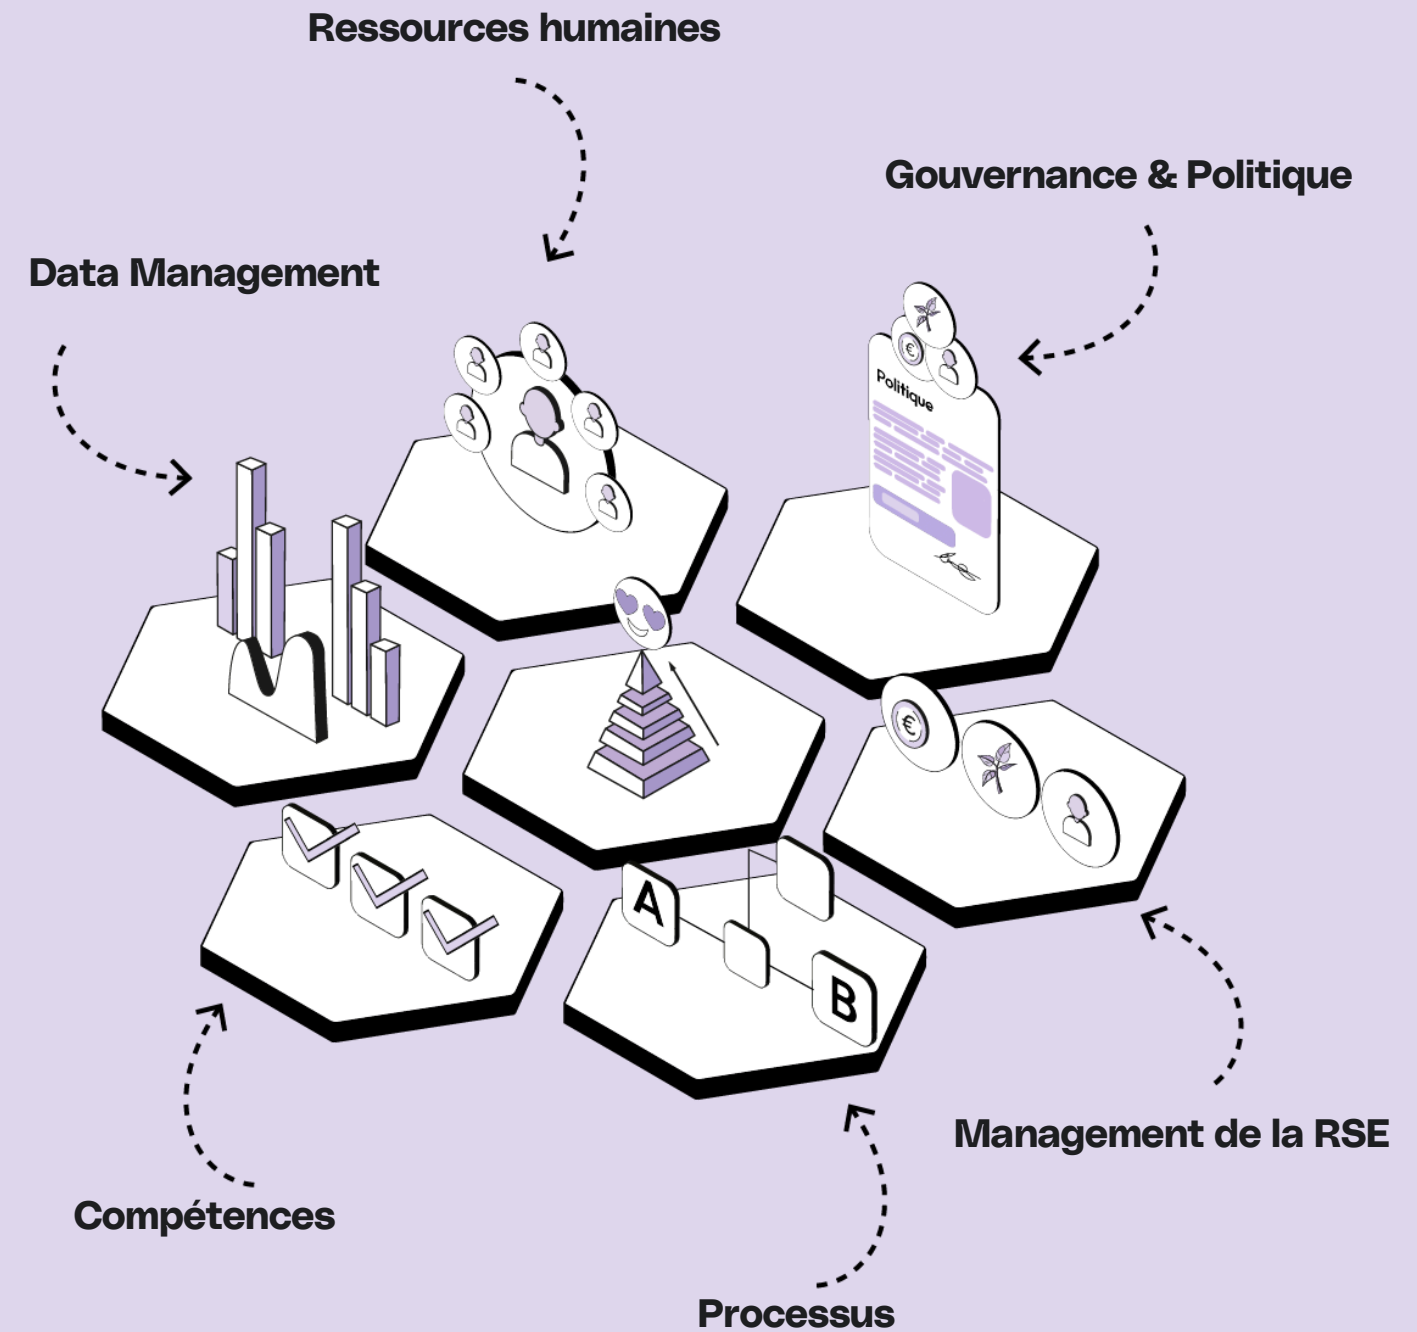 Ressources humaines
Gouvernance & Politique
Data Management
€
Politique
€
A
B
Management de la RSE
Compétences
Processus